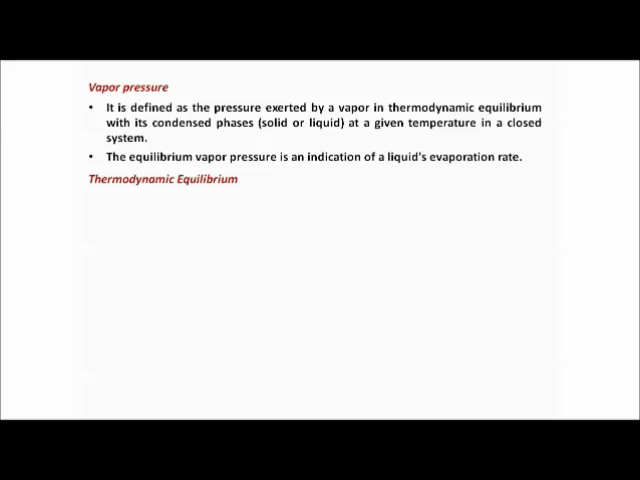 Vapor pressure
• It is defined as the pressure exerted by a vapor in thermodynamic equilibrium
with its condensed phases (solid or liquid) at a given temperature in a closed
system.
• The equilibrium vapor pressure is an indication of a liquid's evaporation rate.
Thermodynamic Equilibrium